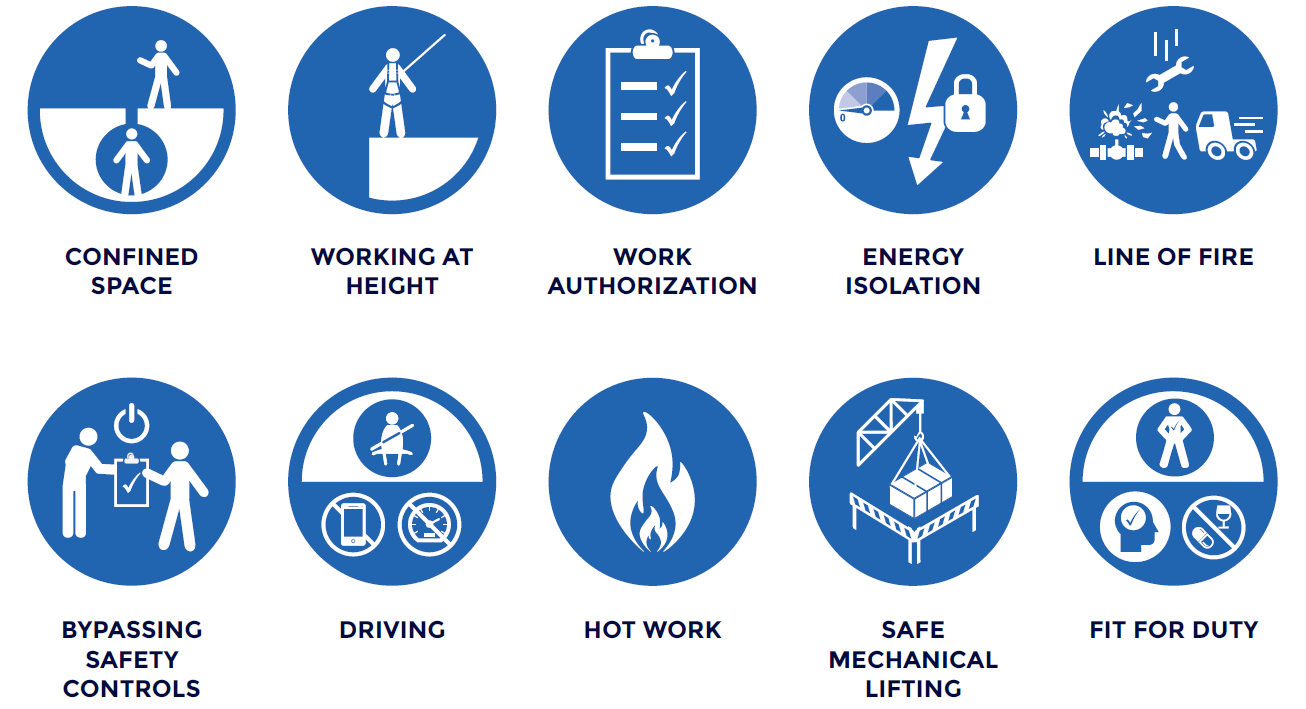 0
CONFINED
SPACE
WORKING AT
HEIGHT
WORK
AUTHORIZATION
ENERGY
ISOLATION
LINE OF FIRE
BYPASSING
SAFETY
CONTROLS
DRIVING
HOT WORK
SAFE
MECHANICAL
LIFTING
FIT FOR DUTY